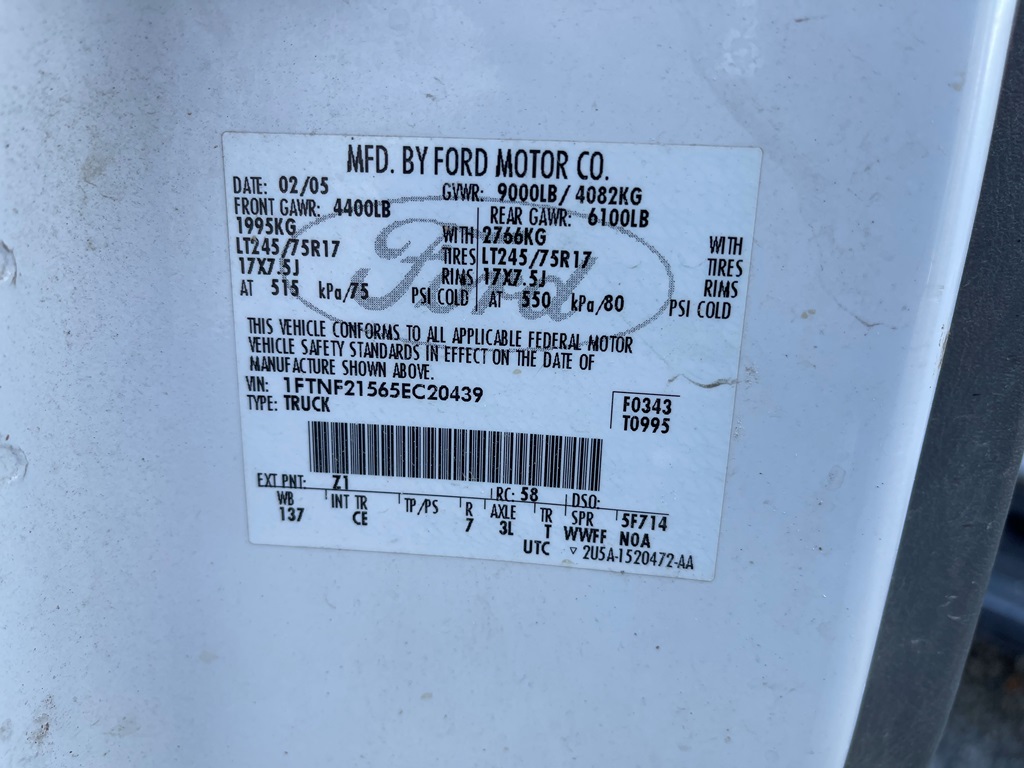 MFD. BY FORD MOTOR CO.
DATE: 02/05 GVWR: 9000LB/ 4082KG
FRONT GAWR: 4400LB REAR GAWR: 6100LB
1995KG WITH 2766KG WITH
LT245/75R17 TIRES LT245/75R17 TIRES
17X7.5J RIMS 17X7.5J RIMS
AT 515 kPa/75 PSI COLD AT 550 kPa/80 PSI COLD
Ford
THIS VEHICLE CONFORMS TO ALL APPLICABLE FEDERAL MOTOR
VEHICLE SAFETY STANDARDS IN EFFECT ON THE DATE OF
MANUFACTURE SHOWN ABOVE.
VIN: 1FTNF21565EC20439
TYPE: TRUCK
F0343
T0995
EXT PNT: Z1 RC: 58 DSO:
WB INT TR TP/PS R AXLE TR SPR 5F714
137 CE 7 3L T WWFF NOA
UTC ▽ 2U5A-1520472-AA